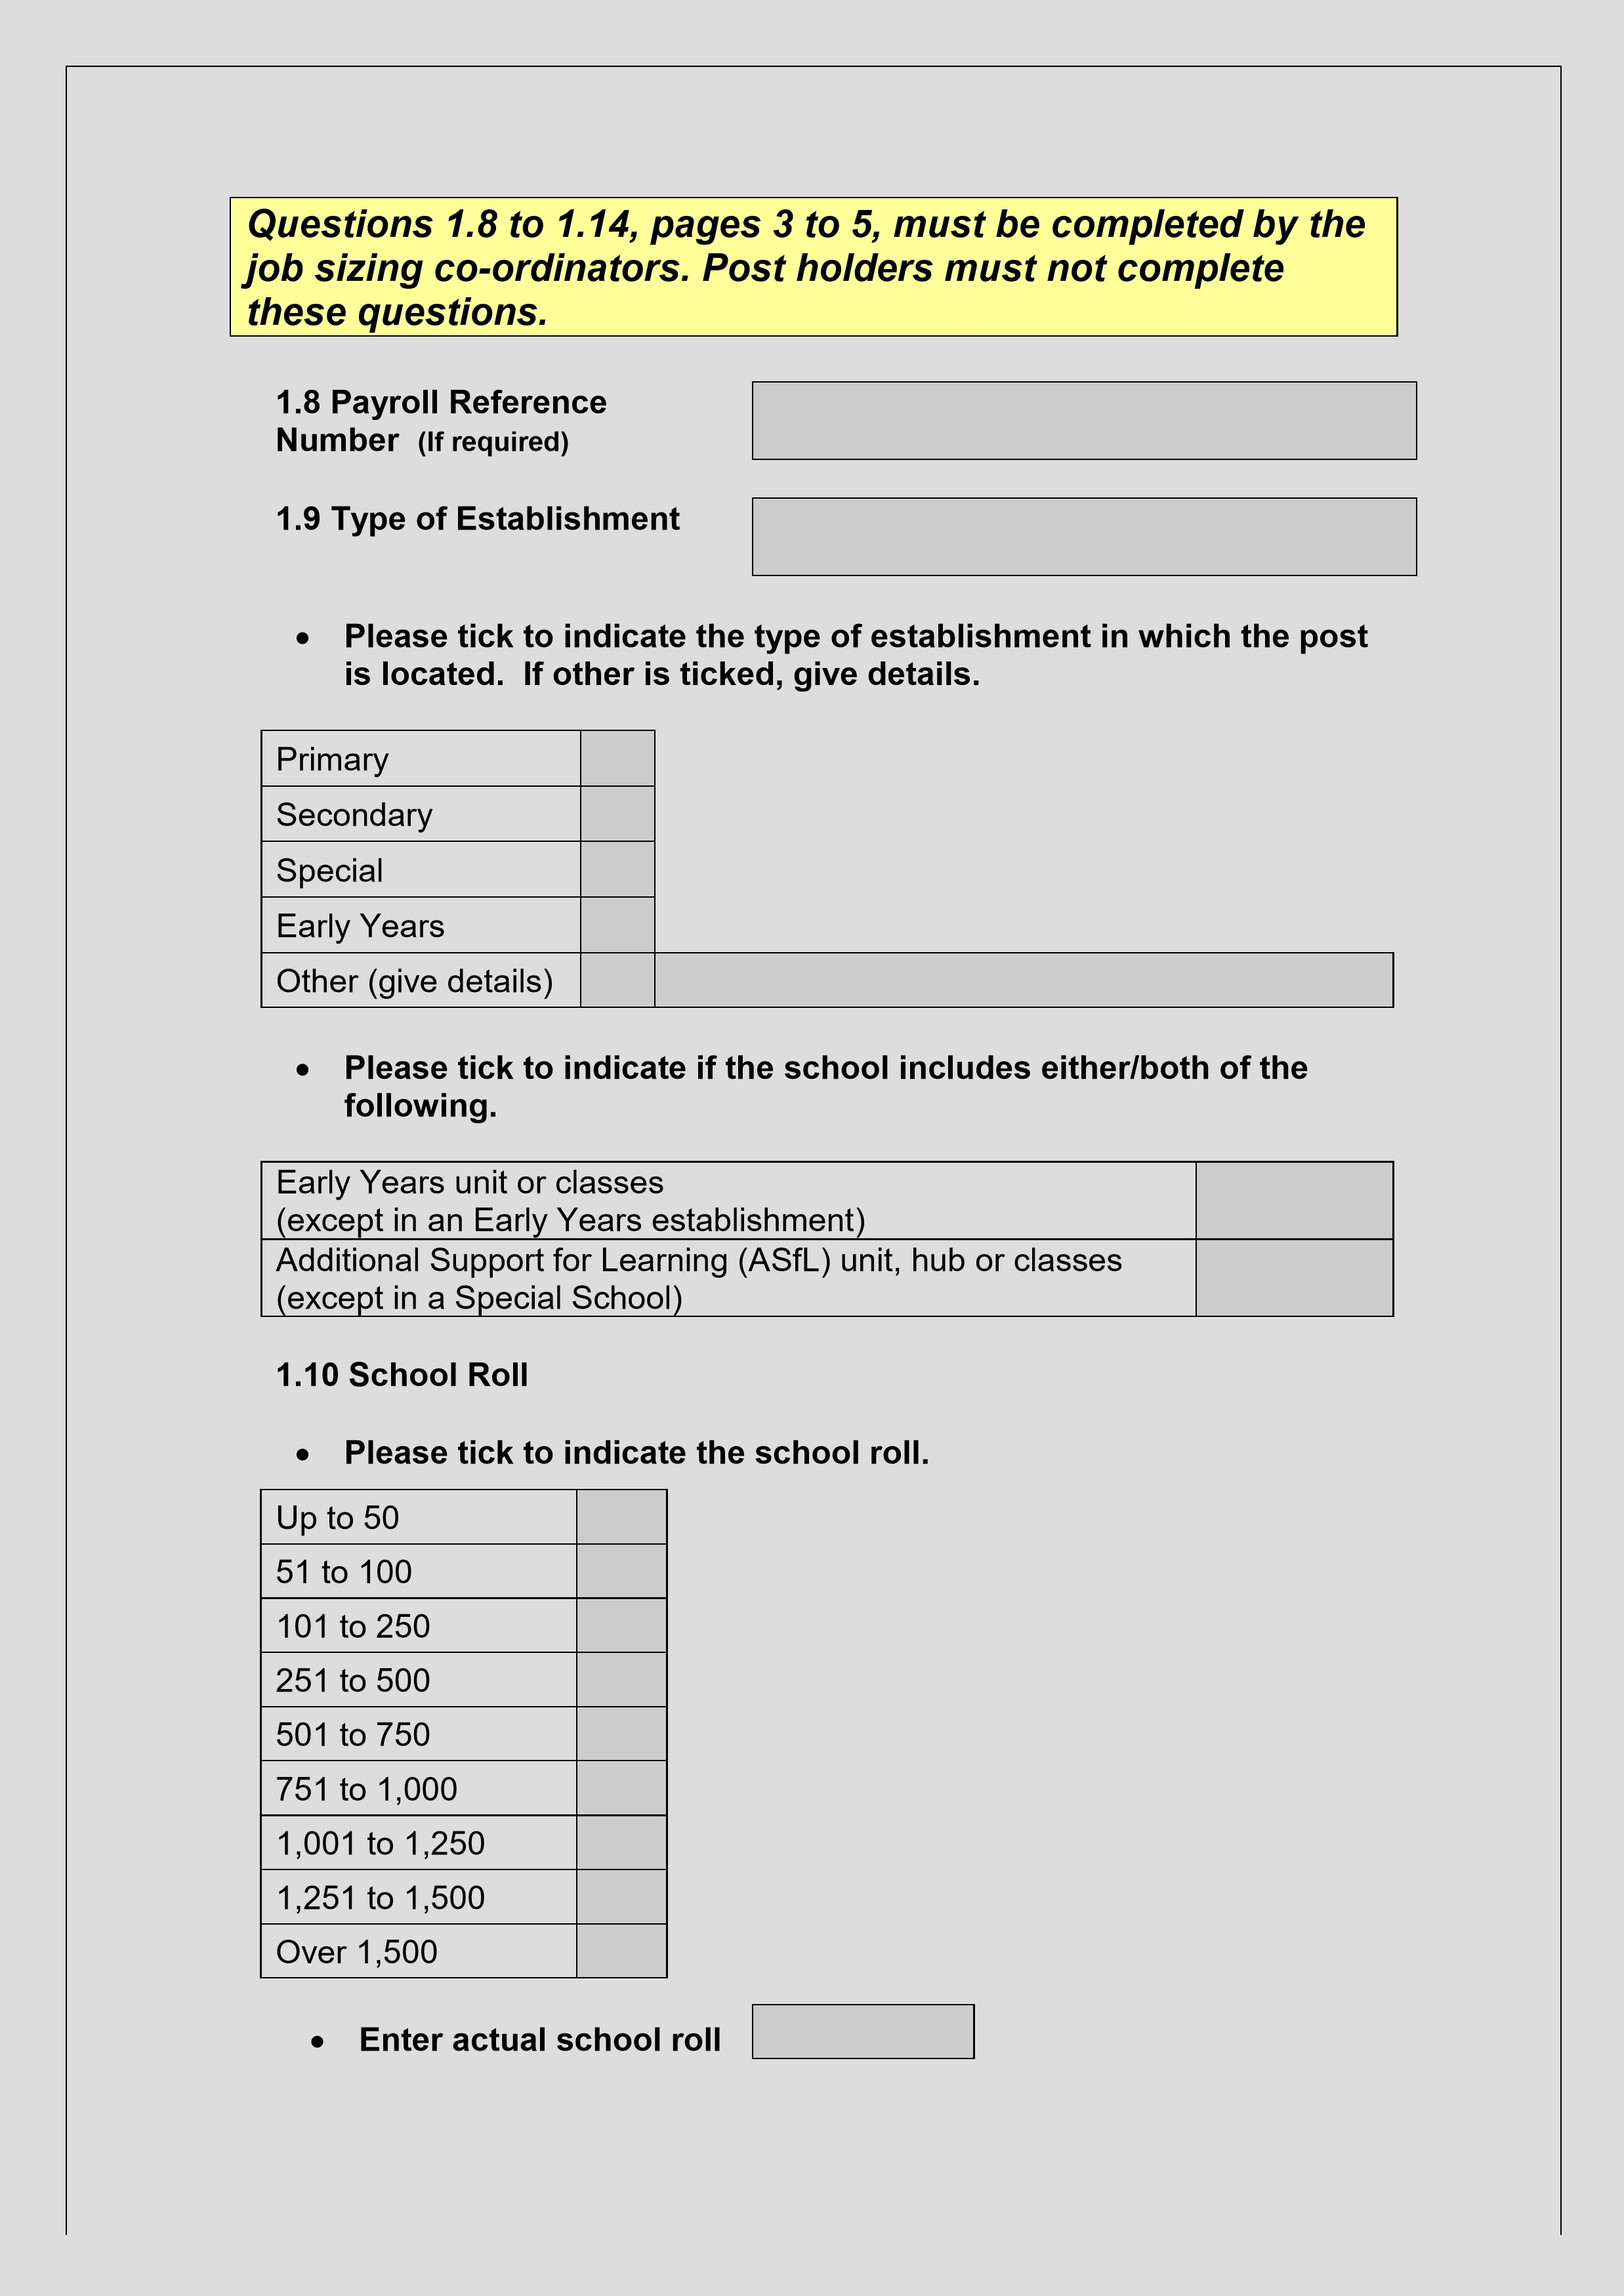 Questions 1.8 to 1.14, pages 3 to 5, must be completed by the
job sizing co-ordinators. Post holders must not complete
these questions.
1.8 Payroll Reference
Number (If required)
1.9 Type of Establishment
• Please tick to indicate the type of establishment in which the post
is located. If other is ticked, give details.
Primary
Secondary
Special
Early Years
Other (give details)
• Please tick to indicate if the school includes either/both of the
following.
Early Years unit or classes
(except in an Early Years establishment)
Additional Support for Learning (ASfL) unit, hub or classes
(except in a Special School)
1.10 School Roll
• Please tick to indicate the school roll.
Up to 50
51 to 100
101 to 250
251 to 500
501 to 750
751 to 1,000
1,001 to 1,250
1,251 to 1,500
Over 1,500
• Enter actual school roll